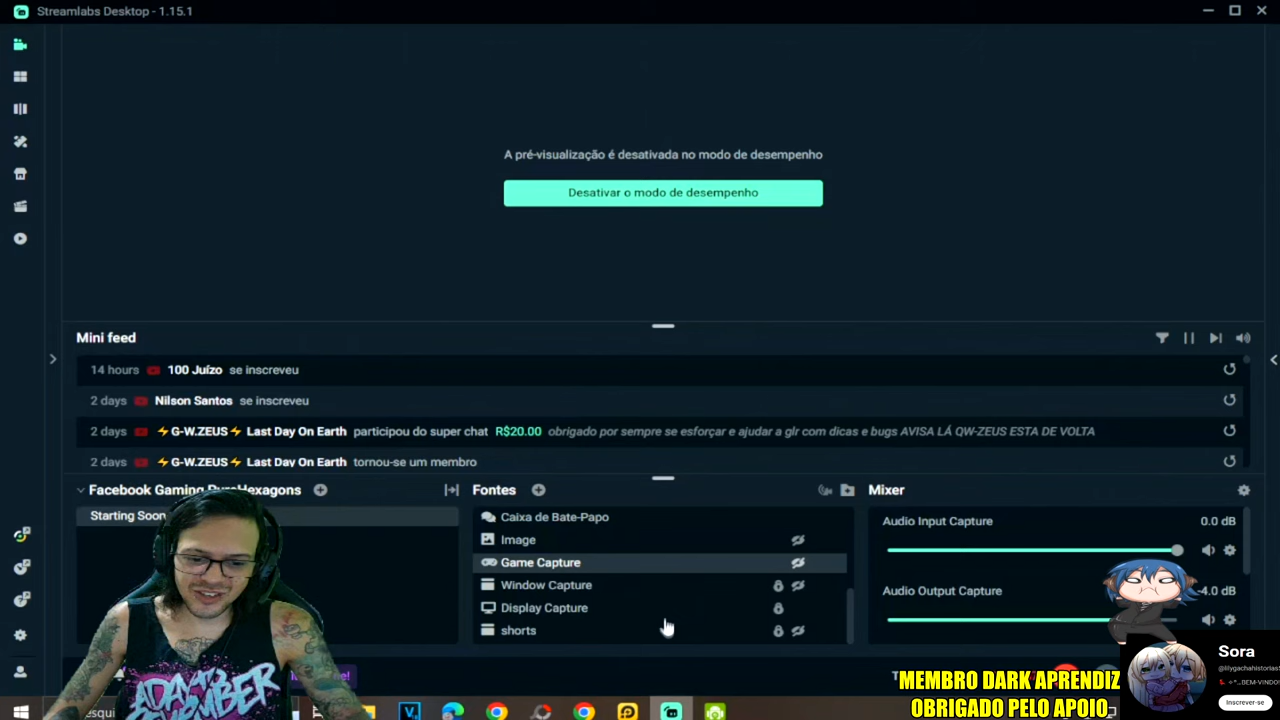 Streamlabs Desktop - 1.15.1
A pré-visualização é desativada no modo de desempenho
Desativar o modo de desempenho
Mini feed
14 hours 100 Juízo se inscreveu
2 days Nilson Santos se inscreveu
2 days ⚡G-W.ZEUS⚡ Last Day On Earth participou do super chat R$20.00 obrigado por sempre se esforçar e ajudar a glr com dicas e bugs AVISA LÁ QW-ZEUS ESTA DE VOLTA
2 days ⚡G-W.ZEUS⚡ Last Day On Earth tornou-se um membro
Facebook Gaming PureHexagons
Starting Soon
Fontes
Caixa de Bate-Papo
Image
Game Capture
Window Capture
Display Capture
shorts
Mixer
Audio Input Capture 0.0 dB
Audio Output Capture -4.0 dB
Sora
@lilygachahistorias
Inscrever-se
MEMBRO DARK APRENDIZ
OBRIGADO PELO APOIO